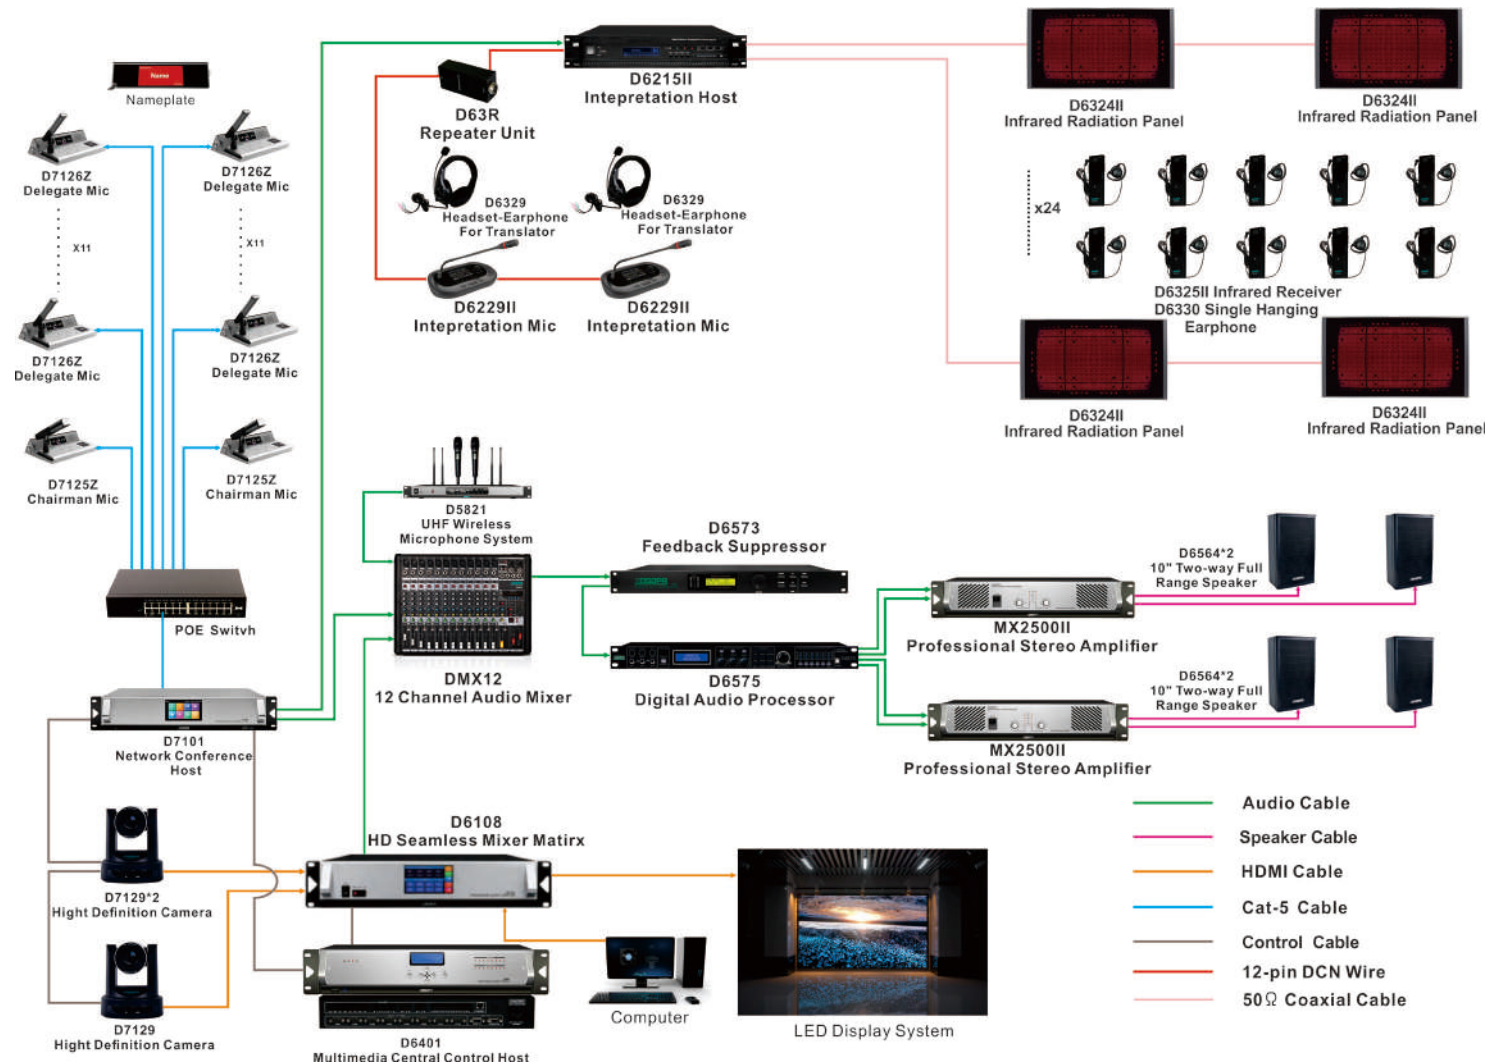 Name
Nameplate
D7126Z
Delegate Mic
D7126Z
Delegate Mic
X11
X11
D7126Z
Delegate Mic
D7126Z
Delegate Mic
D7125Z
Chairman Mic
D7125Z
Chairman Mic
POE Switvh
D7101
Network Conference
Host
D7129*2
Hight Definition Camera
D7129
Hight Definition Camera
D6215II
Intepretation Host
D63R
Repeater Unit
D6329
Headset-Earphone
For Translator
D6329
Headset-Earphone
For Translator
D6229II
Intepretation Mic
D6229II
Intepretation Mic
D6324II
Infrared Radiation Panel
D6324II
Infrared Radiation Panel
x24
D6325II Infrared Receiver
D6330 Single Hanging
Earphone
D6324II
Infrared Radiation Panel
D6324II
Infrared Radiation Panel
D5821
UHF Wireless
Microphone System
DMX12
12 Channel Audio Mixer
D6573
Feedback Suppressor
D6575
Digital Audio Processor
MX2500II
Professional Stereo Amplifier
MX2500II
Professional Stereo Amplifier
D6564*2
10" Two-way Full
Range Speaker
D6564*2
10" Two-way Full
Range Speaker
D6108
HD Seamless Mixer Matirx
D6401
Multimedia Central Control Host
Computer
LED Display System
Audio Cable
Speaker Cable
HDMI Cable
Cat-5 Cable
Control Cable
12-pin DCN Wire
50Ω Coaxial Cable